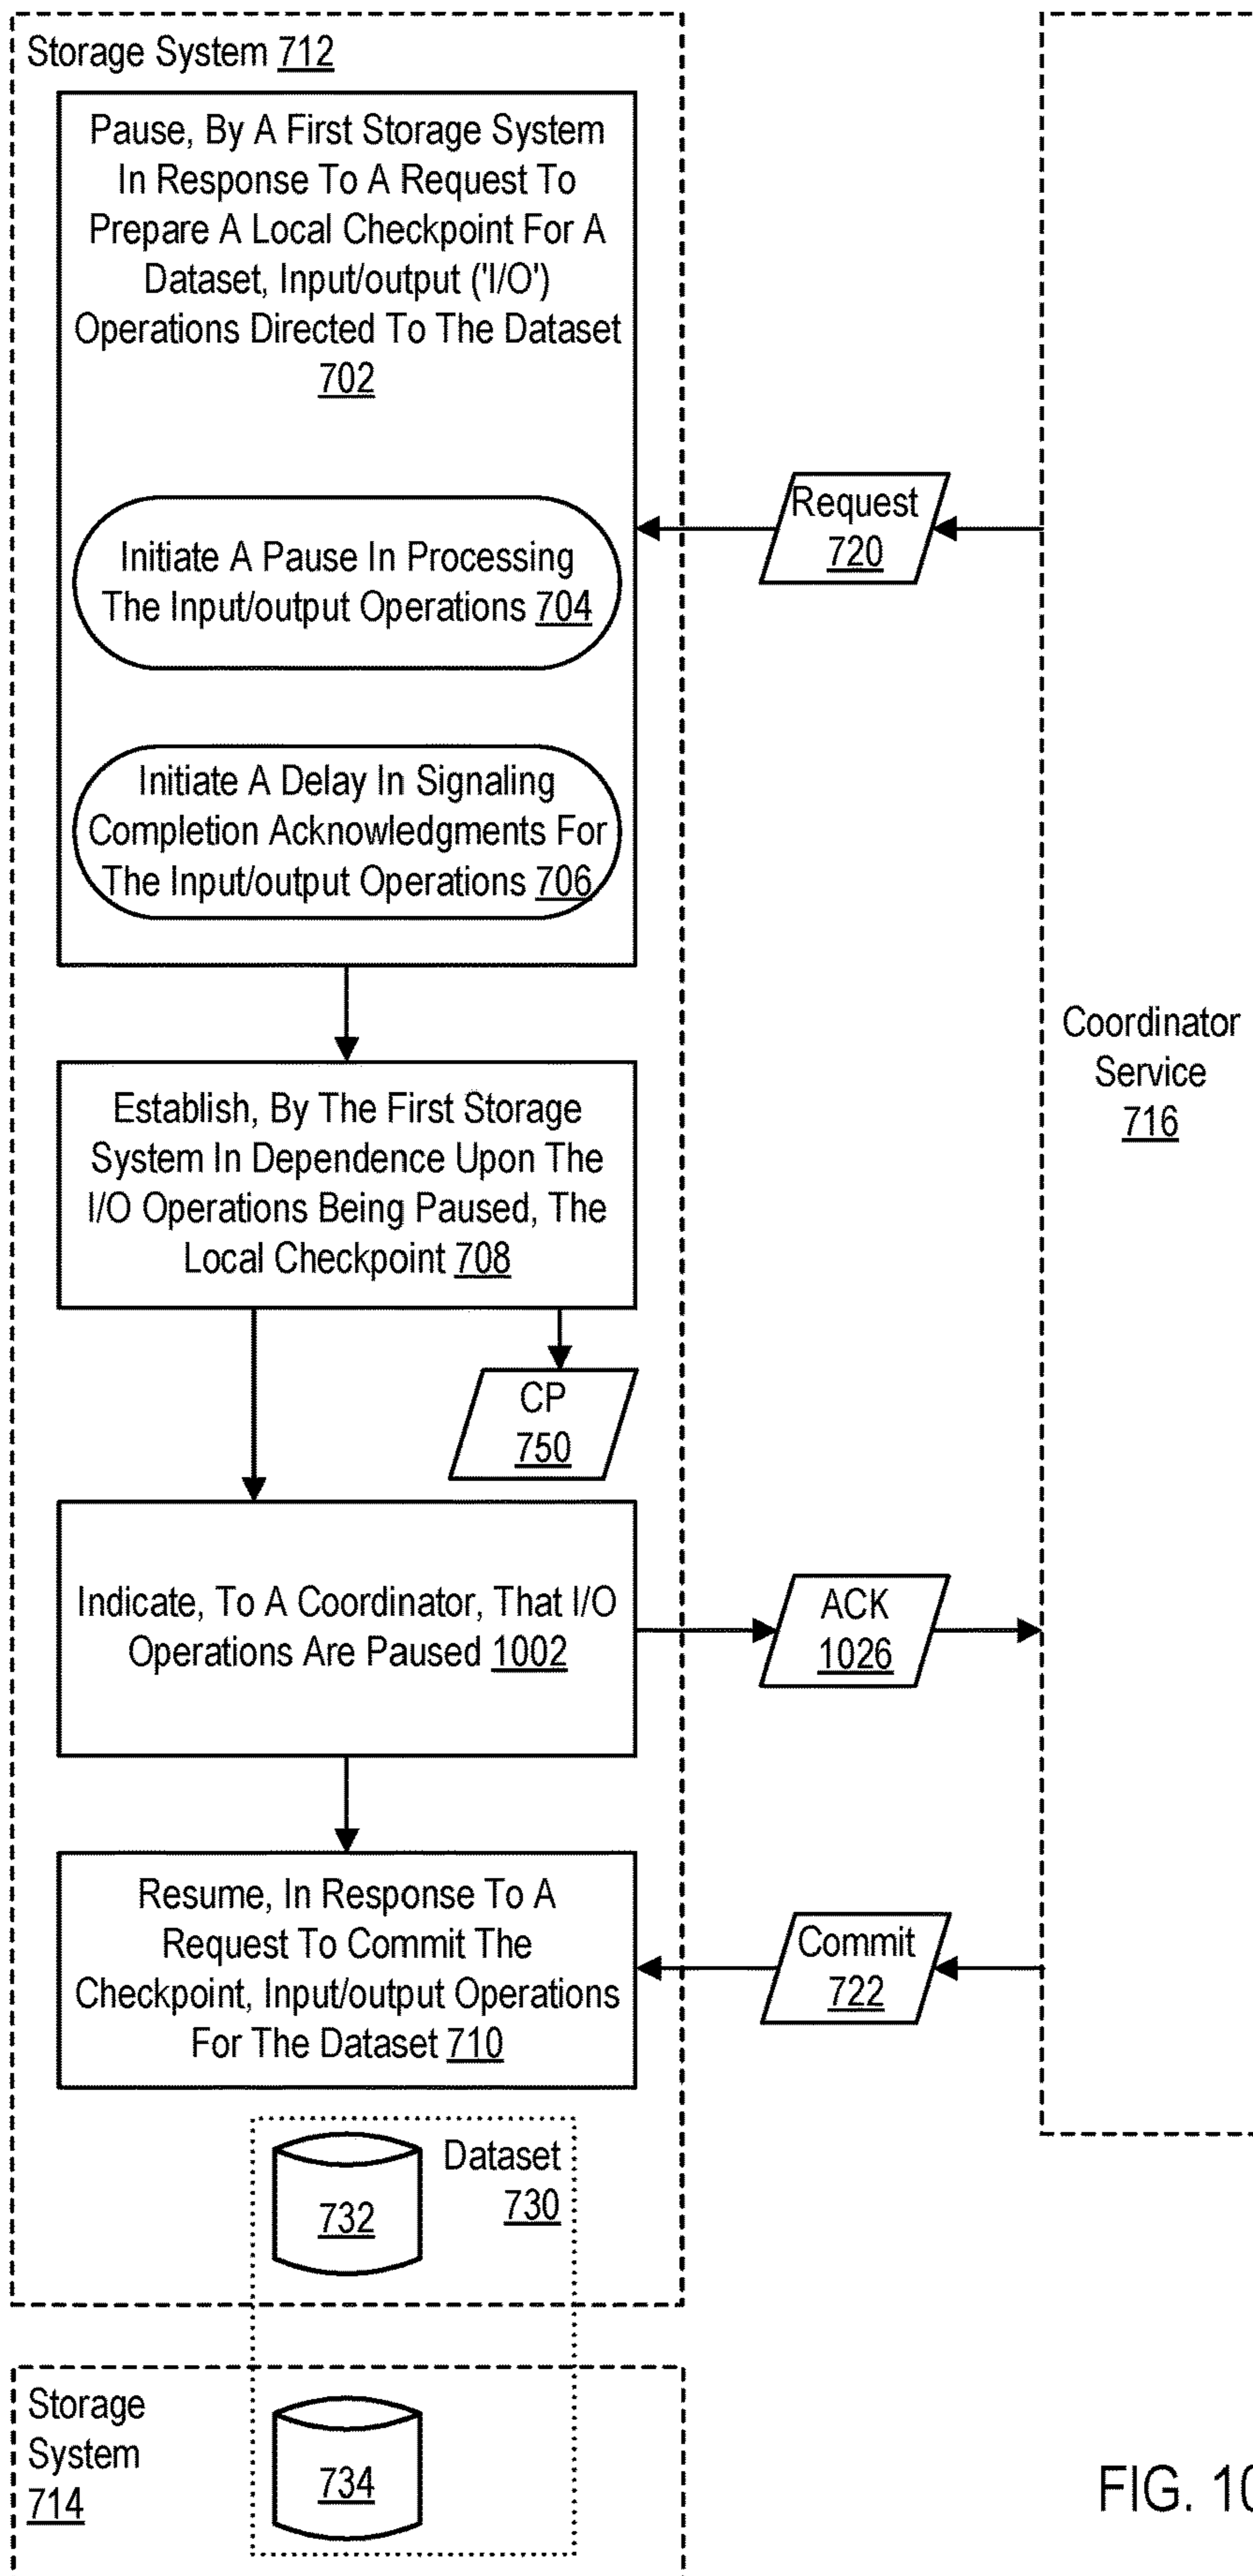 Storage System 712
Pause, By A First Storage System
In Response To A Request To
Prepare A Local Checkpoint For A
Dataset, Input/output ('I/O')
Operations Directed To The Dataset
702
Request
720
Initiate A Pause In Processing
The Input/output Operations 704
Initiate A Delay In Signaling
Completion Acknowledgments For
The Input/output Operations 706
Coordinator
Service
716
Establish, By The First Storage
System In Dependence Upon The
I/O Operations Being Paused, The
Local Checkpoint 708
CP
750
Indicate, To A Coordinator, That I/O
Operations Are Paused 1002
ACK
1026
Resume, In Response To A
Request To Commit The
Checkpoint, Input/output Operations
For The Dataset 710
Commit
722
Dataset
730
732
Storage
System
714
734
FIG. 10